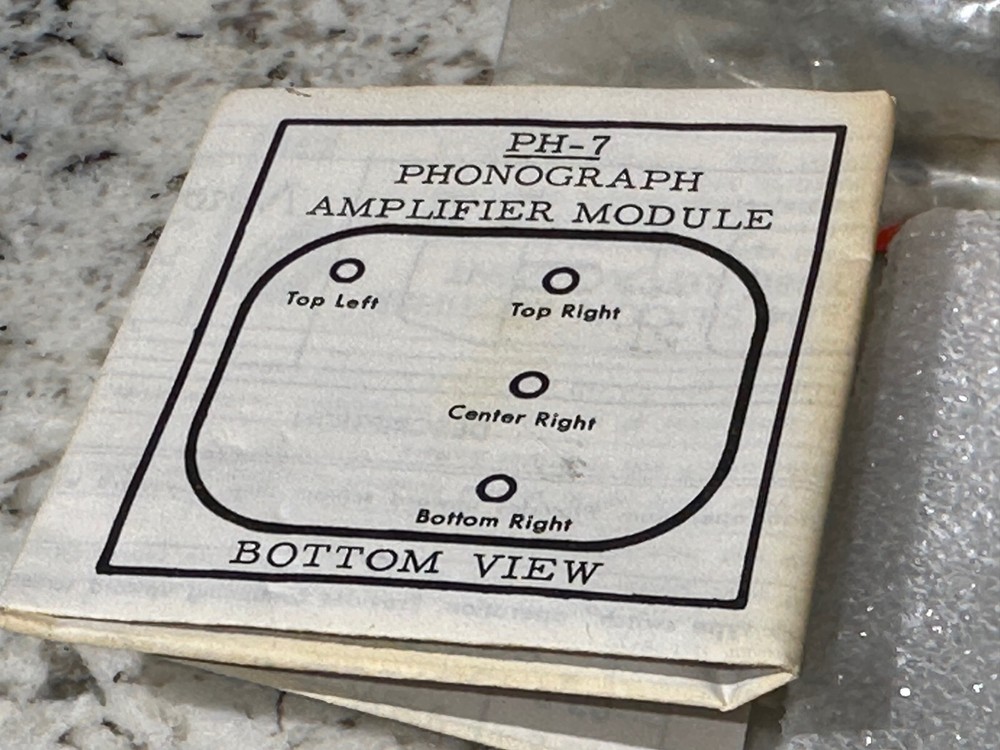 PH-7
PHONOGRAPH
AMPLIFIER MODULE
Top Left
Top Right
Center Right
Bottom Right
BOTTOM VIEW